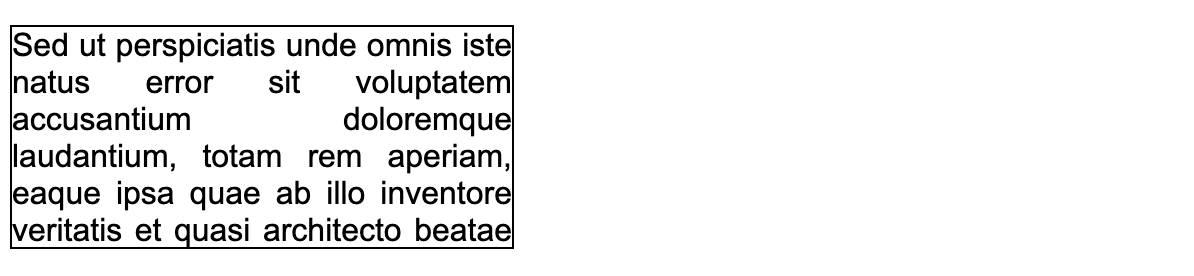 Sed ut perspiciatis unde omnis iste
natus error sit voluptatem
accusantium doloremque
laudantium, totam rem aperiam,
eaque ipsa quae ab illo inventore
veritatis et quasi architecto beatae